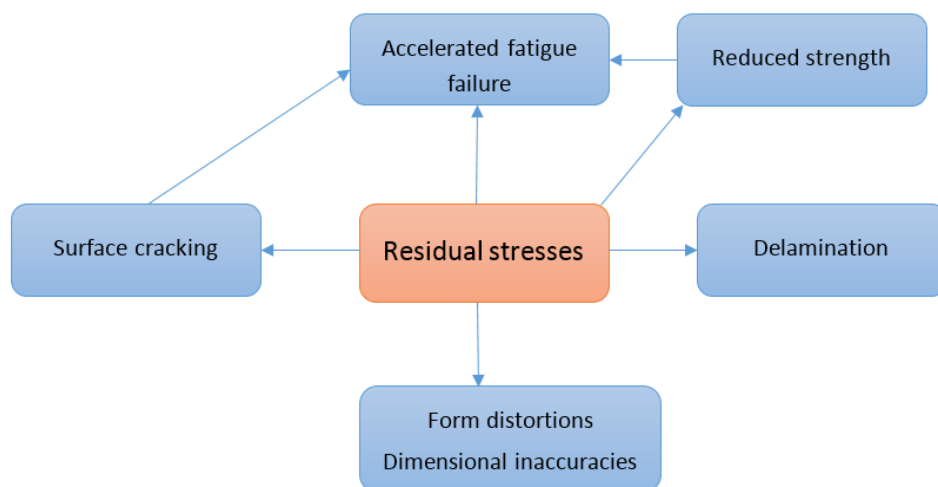 Accelerated fatigue
failure
Reduced strength
Surface cracking
Residual stresses
Delamination
Form distortions
Dimensional inaccuracies